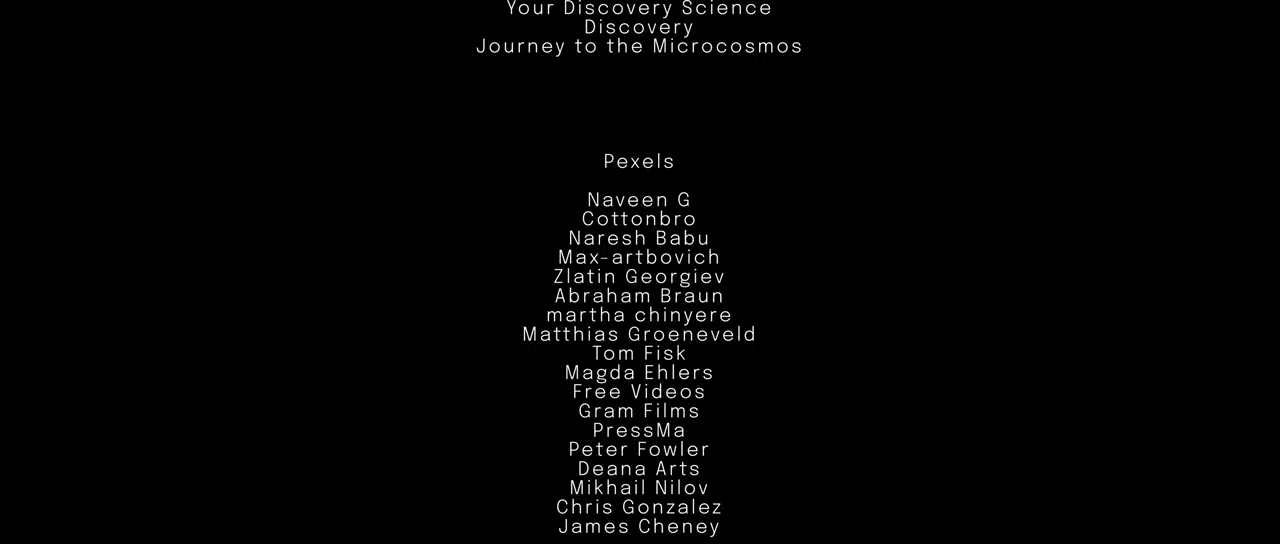 Your Discovery Science
Discovery
Journey to the Microcosmos
Pexels
Naveen G
Cottonbro
Naresh Babu
Max-artbovich
Zlatin Georgiev
Abraham Braun
martha chinyere
Matthias Groeneveld
Tom Fisk
Magda Ehlers
Free Videos
Gram Films
PressMa
Peter Fowler
Deana Arts
Mikhail Nilov
Chris Gonzalez
James Cheney